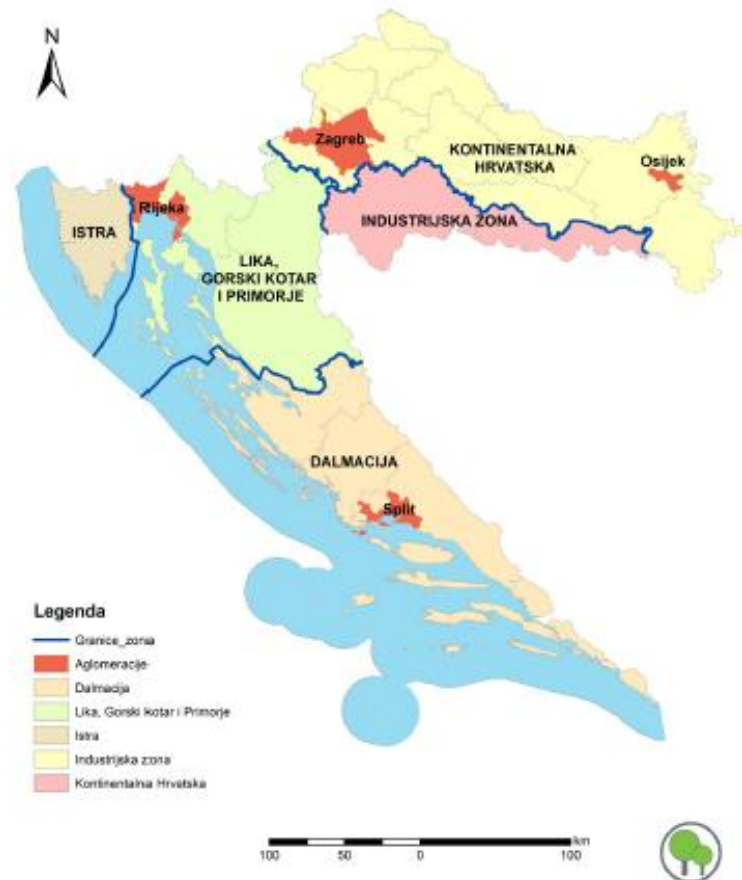 N
Zagreb
KONTINENTALNA
HRVATSKA
Osijek
Rijeka
ISTRA
INDUSTRIJSKA ZONA
LIKA,
GORSKI KOTAR
I PRIMORJE
DALMACIJA
Split
Legenda
Granice_zona
Aglomeracije
Dalmacija
Lika, Gorski kotar i Primorje
Istra
Industrijska zona
Kontinentalna Hrvatska
km
100 50 0 100